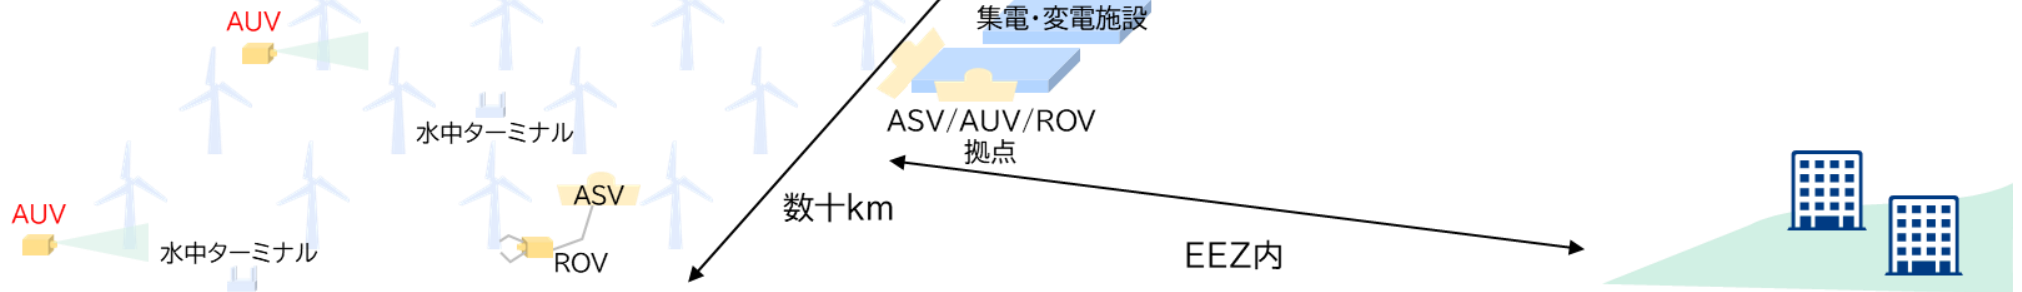 AUV
集電・変電施設
水中ターミナル
ASV/AUV/ROV
拠点
ASV
数十km
AUV
水中ターミナル
ROV
EEZ内